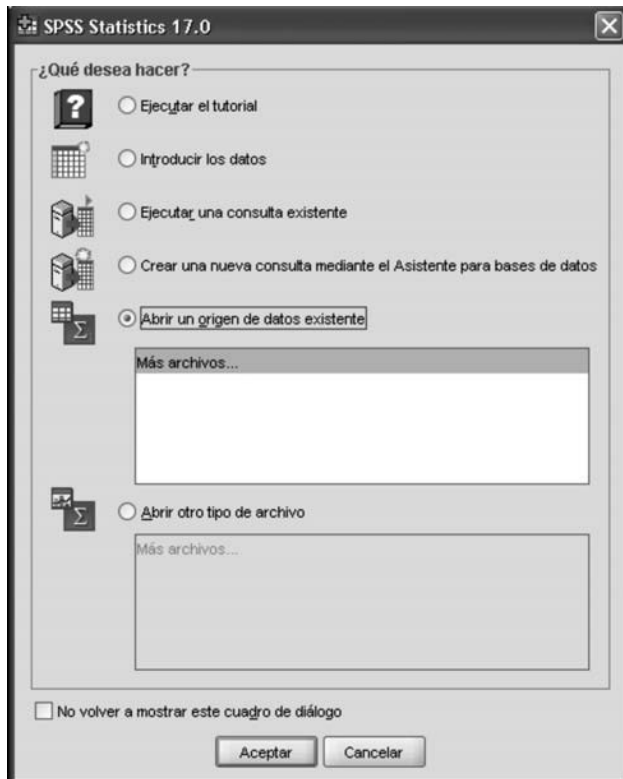 SPSS Statistics 17.0
¿Qué desea hacer?
Ejecutar el tutorial
Introducir los datos
Ejecutar una consulta existente
Crear una nueva consulta mediante el Asistente para bases de datos
Abrir un origen de datos existente
Más archivos...
Abrir otro tipo de archivo
Más archivos...
No volver a mostrar este cuadro de diálogo
Aceptar
Cancelar